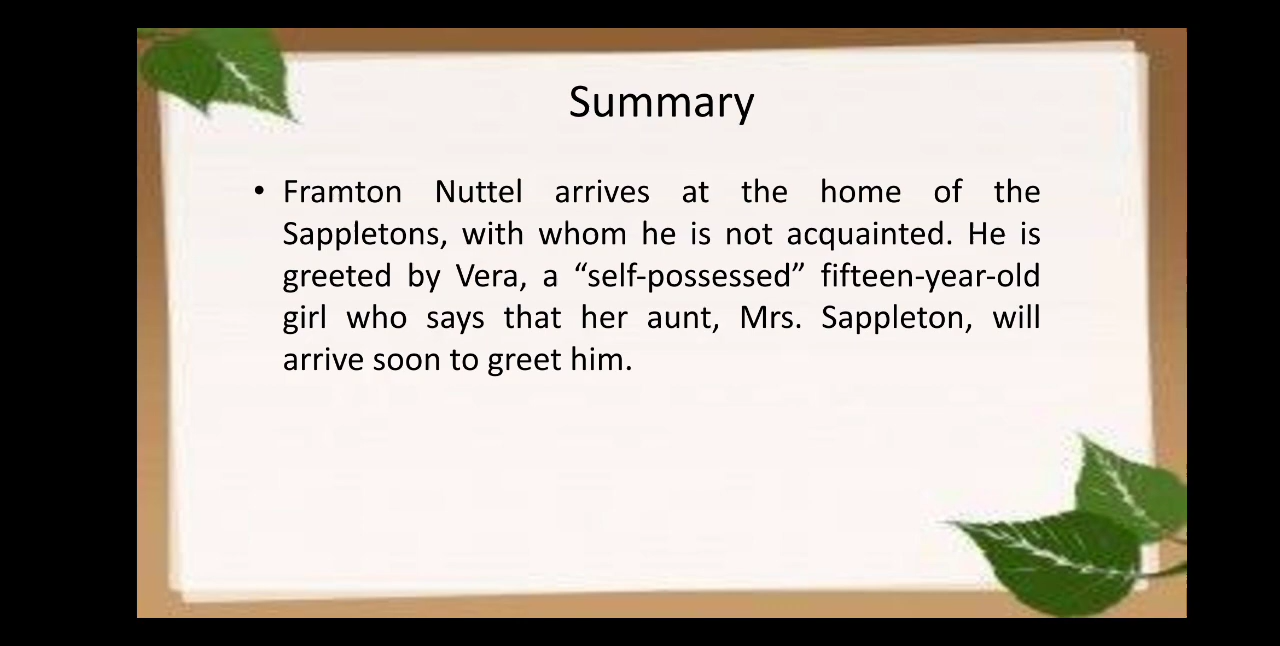 Summary
• Framton Nuttel arrives at the home of the
Sappletons, with whom he is not acquainted. He is
greeted by Vera, a “self-possessed” fifteen-year-old
girl who says that her aunt, Mrs. Sappleton, will
arrive soon to greet him.